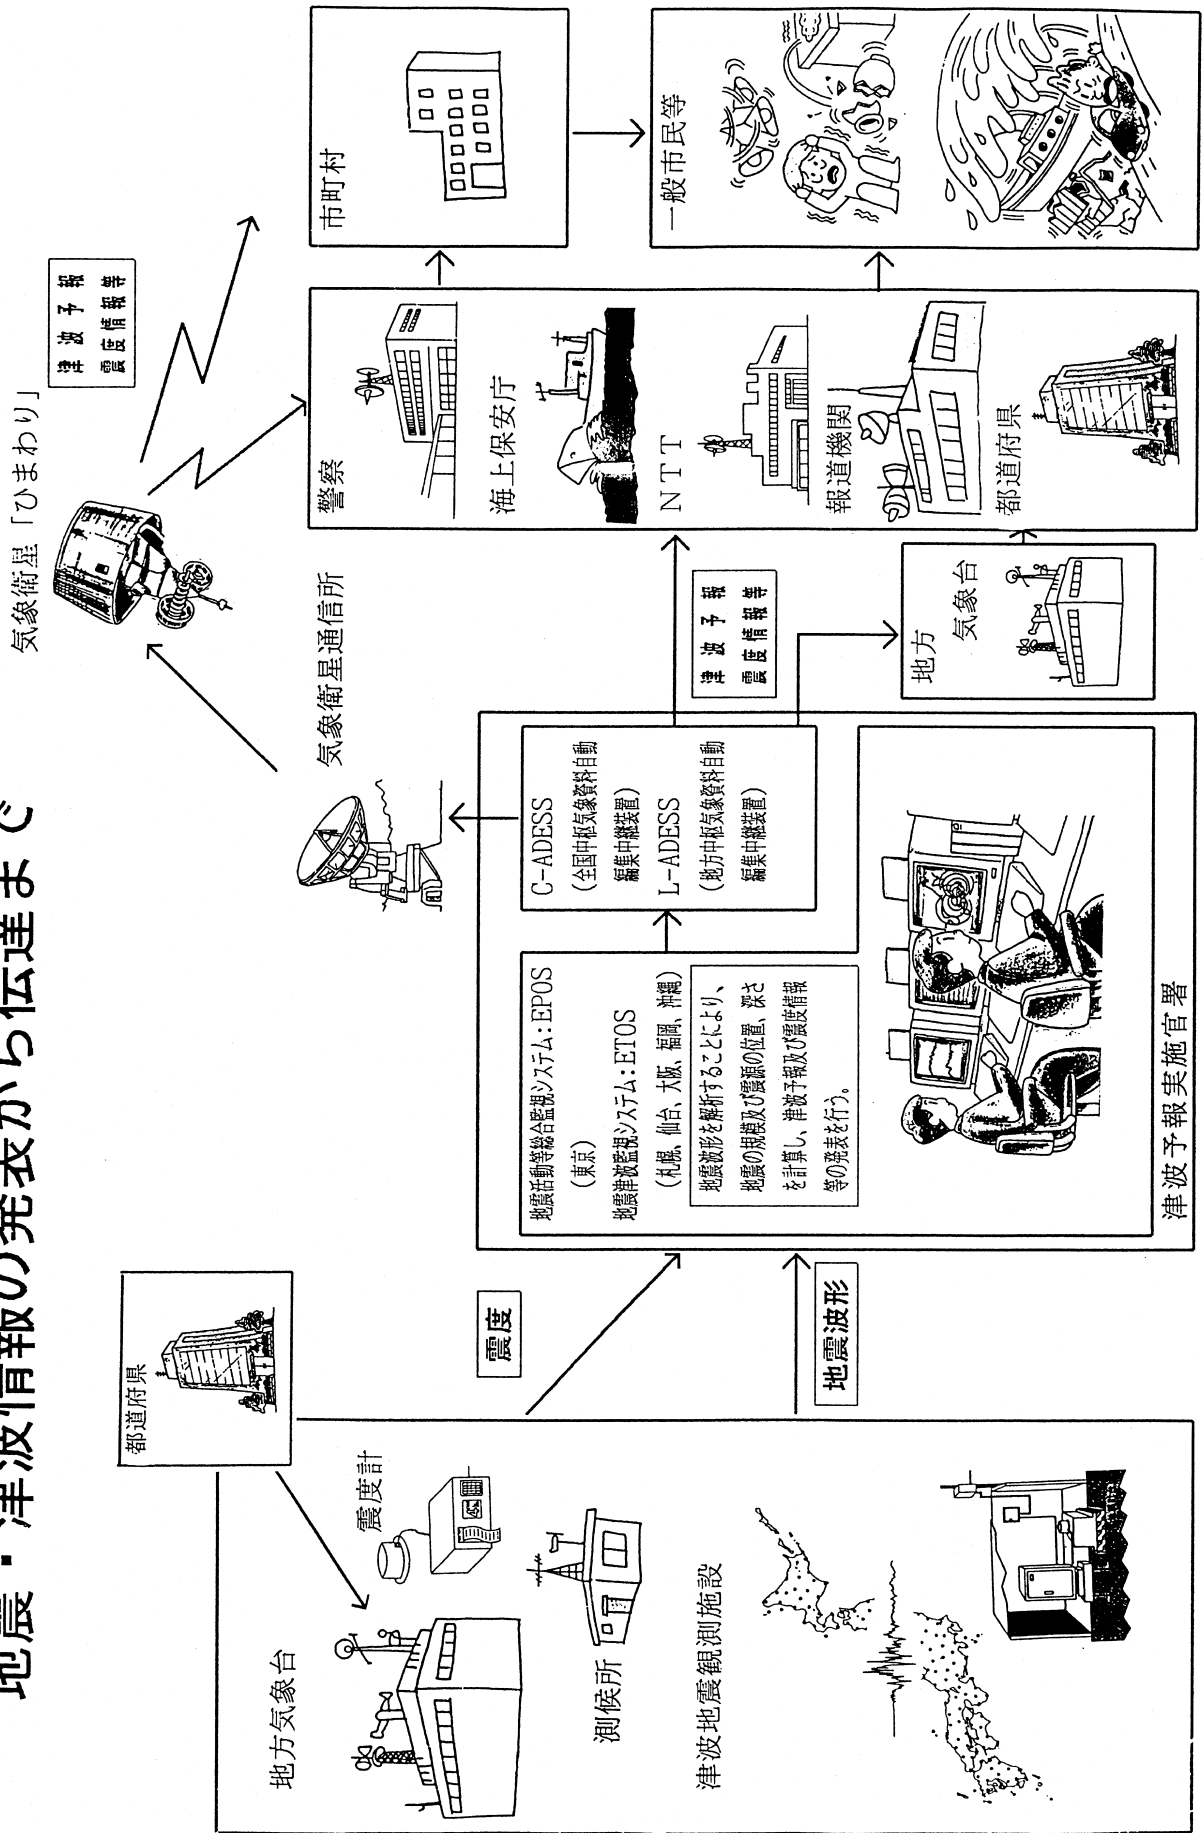 地震・津波情報の発表から伝達まで
都道府県
地方気象台
震度計
測候所
津波地震観測施設
震度
地震波形
地震活動等総合監視システム：EPOS
（東京）
地震津波監視システム：ETOS
（札幌、仙台、大阪、福岡、沖縄）
地震波形を解析することにより、
地震の規模及び震源の位置、深さ
を計算し、津波予報及び震度情報
等の発表を行う。
C-ADESS
（全国中枢気象資料自動
編集中継装置）
L-ADESS
（地方中枢気象資料自動
編集中継装置）
津波予報実施官署
気象衛星通信所
気象衛星「ひまわり」
津波予報
震度情報等
津波予報
震度情報等
地方
気象台
警察
海上保安庁
NTT
報道機関
都道府県
市町村
一般市民等